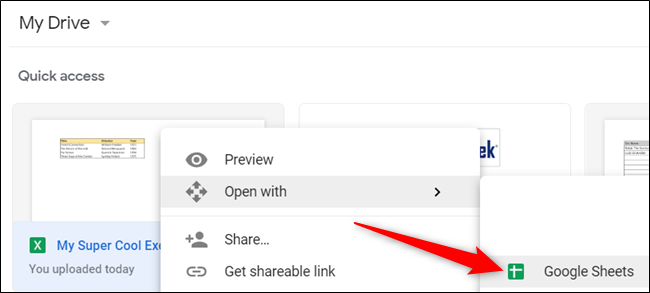 My Drive
Quick access
Preview
Open with
My Super Cool Exc
Share...
You uploaded today
Get shareable link
Google Sheets